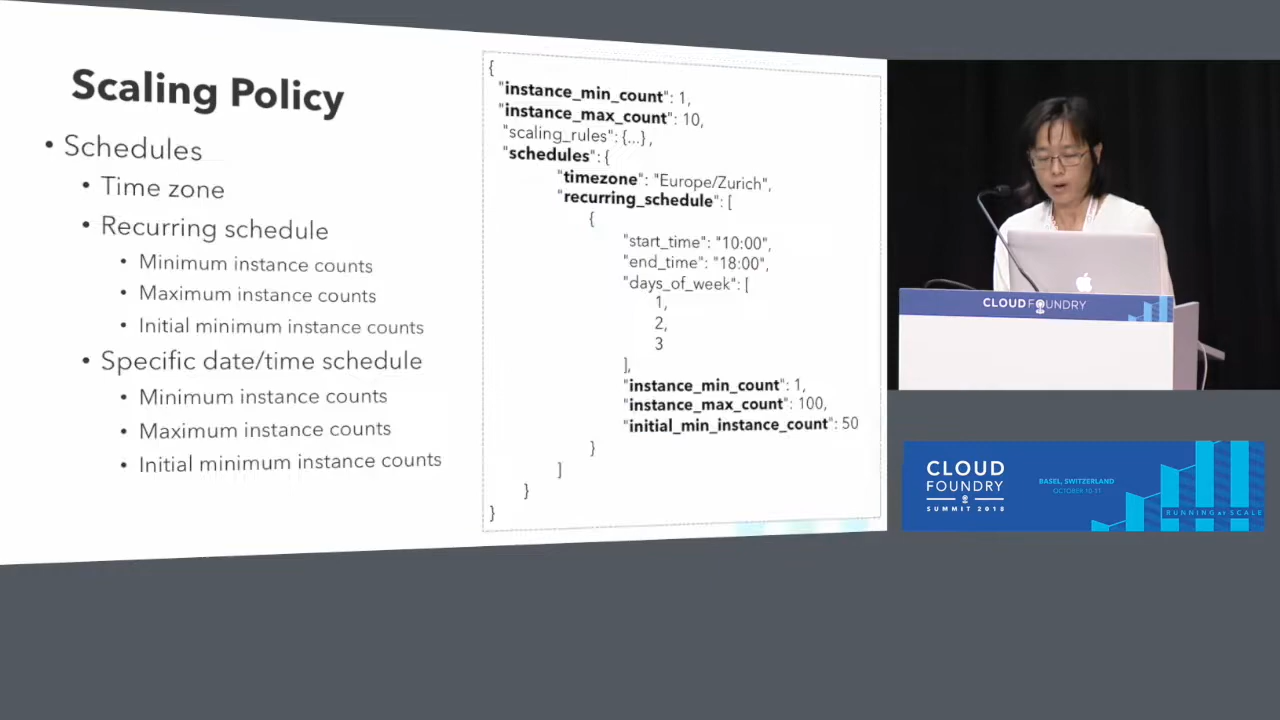 Scaling Policy
• Schedules
• Time zone
• Recurring schedule
• Minimum instance counts
• Maximum instance counts
• Initial minimum instance counts
• Specific date/time schedule
• Minimum instance counts
• Maximum instance counts
• Initial minimum instance counts
{
"instance_min_count": 1,
"instance_max_count": 10,
"scaling_rules": {...},
"schedules": {
"timezone": "Europe/Zurich",
"recurring_schedule": [
{
"start_time": "10:00",
"end_time": "18:00",
"days_of_week": [
1,
2,
3
],
"instance_min_count": 1,
"instance_max_count": 100,
"initial_min_instance_count": 50
}
]
}
}
CLOUD FOUNDRY
CLOUD
FOUNDRY
SUMMIT 2018
BASEL, SWITZERLAND
OCTOBER 10-11
RUNNING at SCALE